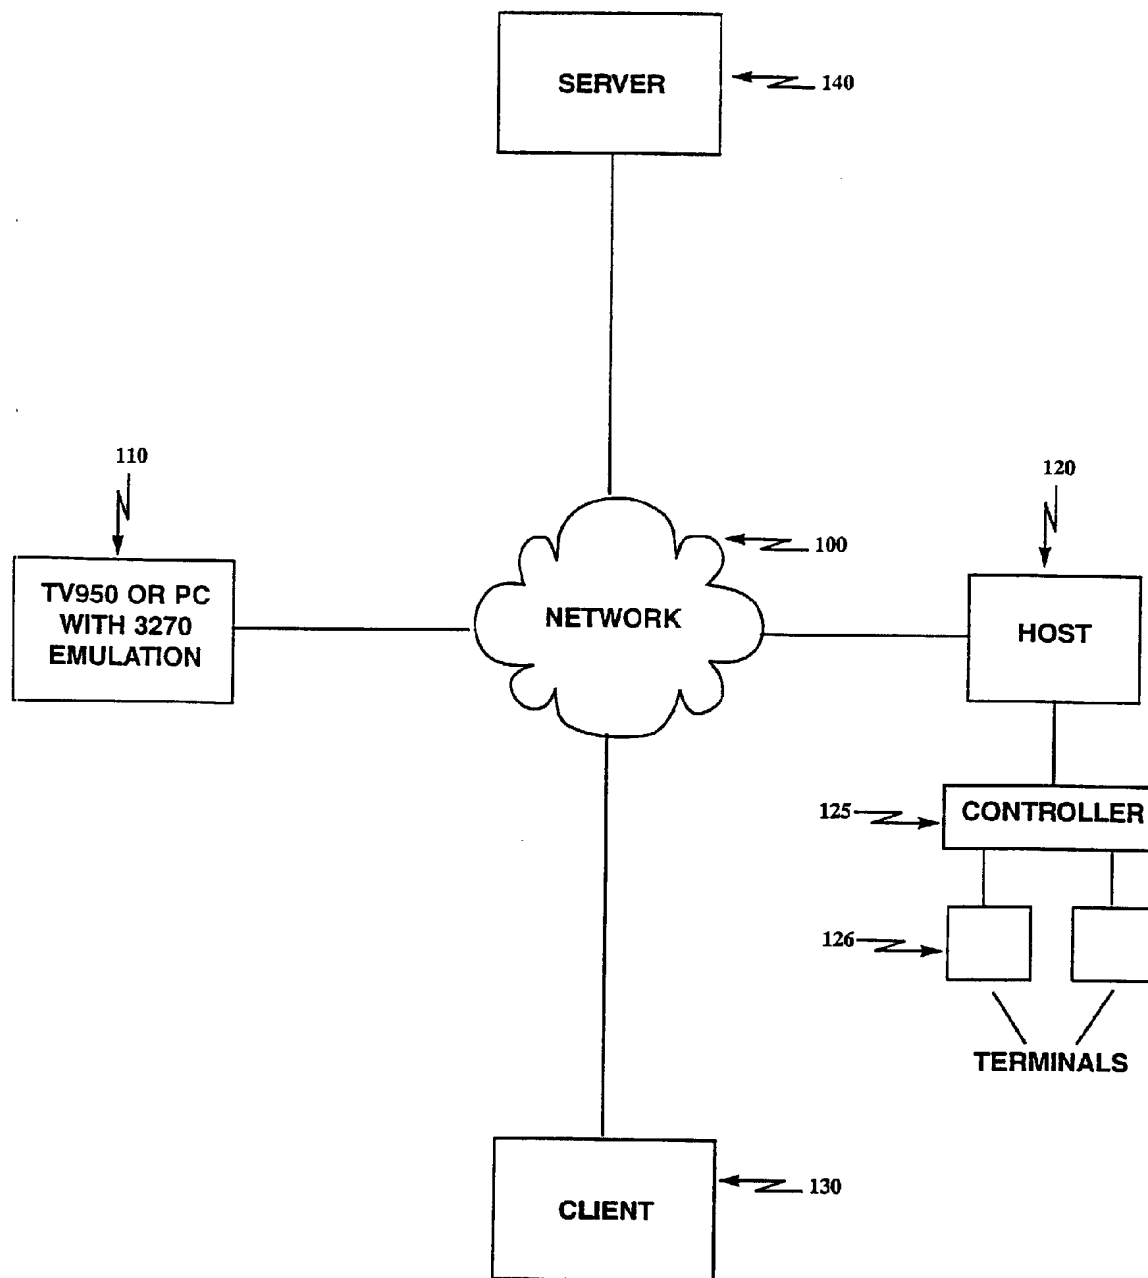 SERVER
140
110
120
100
TV950 OR PC
WITH 3270
EMULATION
NETWORK
HOST
125
CONTROLLER
126
TERMINALS
130
CLIENT